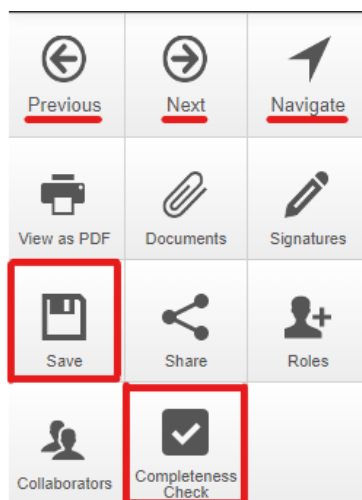 Previous
Next
Navigate
View as PDF
Documents
Signatures
Save
Share
Roles
Collaborators
Completeness
Check